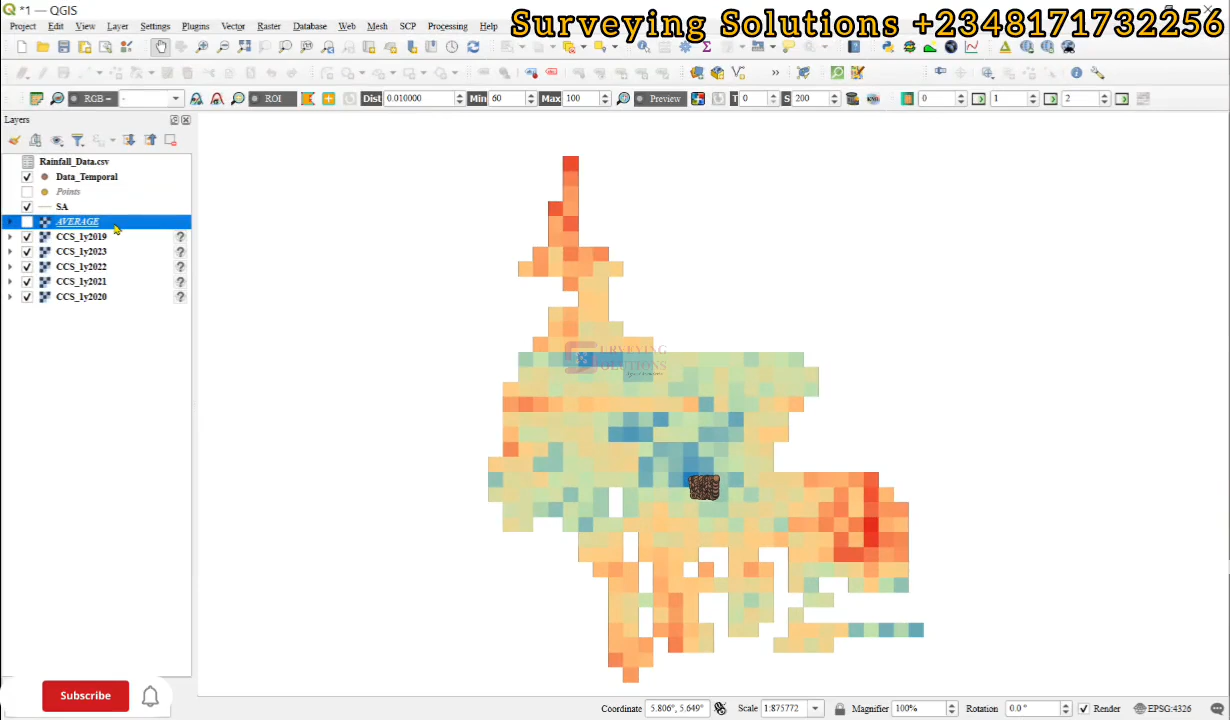 *1 — QGIS
Surveying Solutions +2348171732256
Project Edit View Layer Settings Plugins Vector Raster Database Web Mesh SCP Processing Help
RGB = - ROI Dist 0.010000 Min 60 Max 100 Preview T 0 S 200 0 1 2
Layers
Rainfall_Data.csv
Data_Temporal
Points
SA
AVERAGE
CCS_1y2019 ?
CCS_1y2023 ?
CCS_1y2022 ?
CCS_1y2021 ?
CCS_1y2020 ?
URVEYING
OLUTIONS
Subscribe
Coordinate 5.806°, 5.649° Scale 1:875772 Magnifier 100% Rotation 0.0 ° Render EPSG:4326